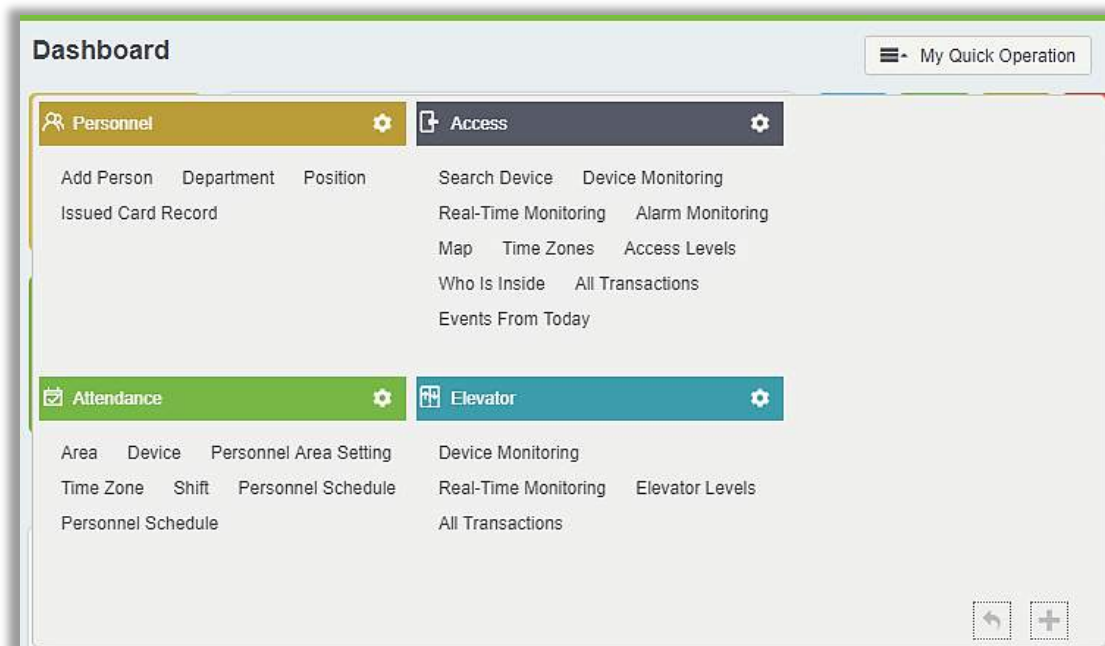 Dashboard
My Quick Operation
Personnel
Add Person Department Position
Issued Card Record
Access
Search Device Device Monitoring
Real-Time Monitoring Alarm Monitoring
Map Time Zones Access Levels
Who Is Inside All Transactions
Events From Today
Attendance
Area Device Personnel Area Setting
Time Zone Shift Personnel Schedule
Personnel Schedule
Elevator
Device Monitoring
Real-Time Monitoring Elevator Levels
All Transactions